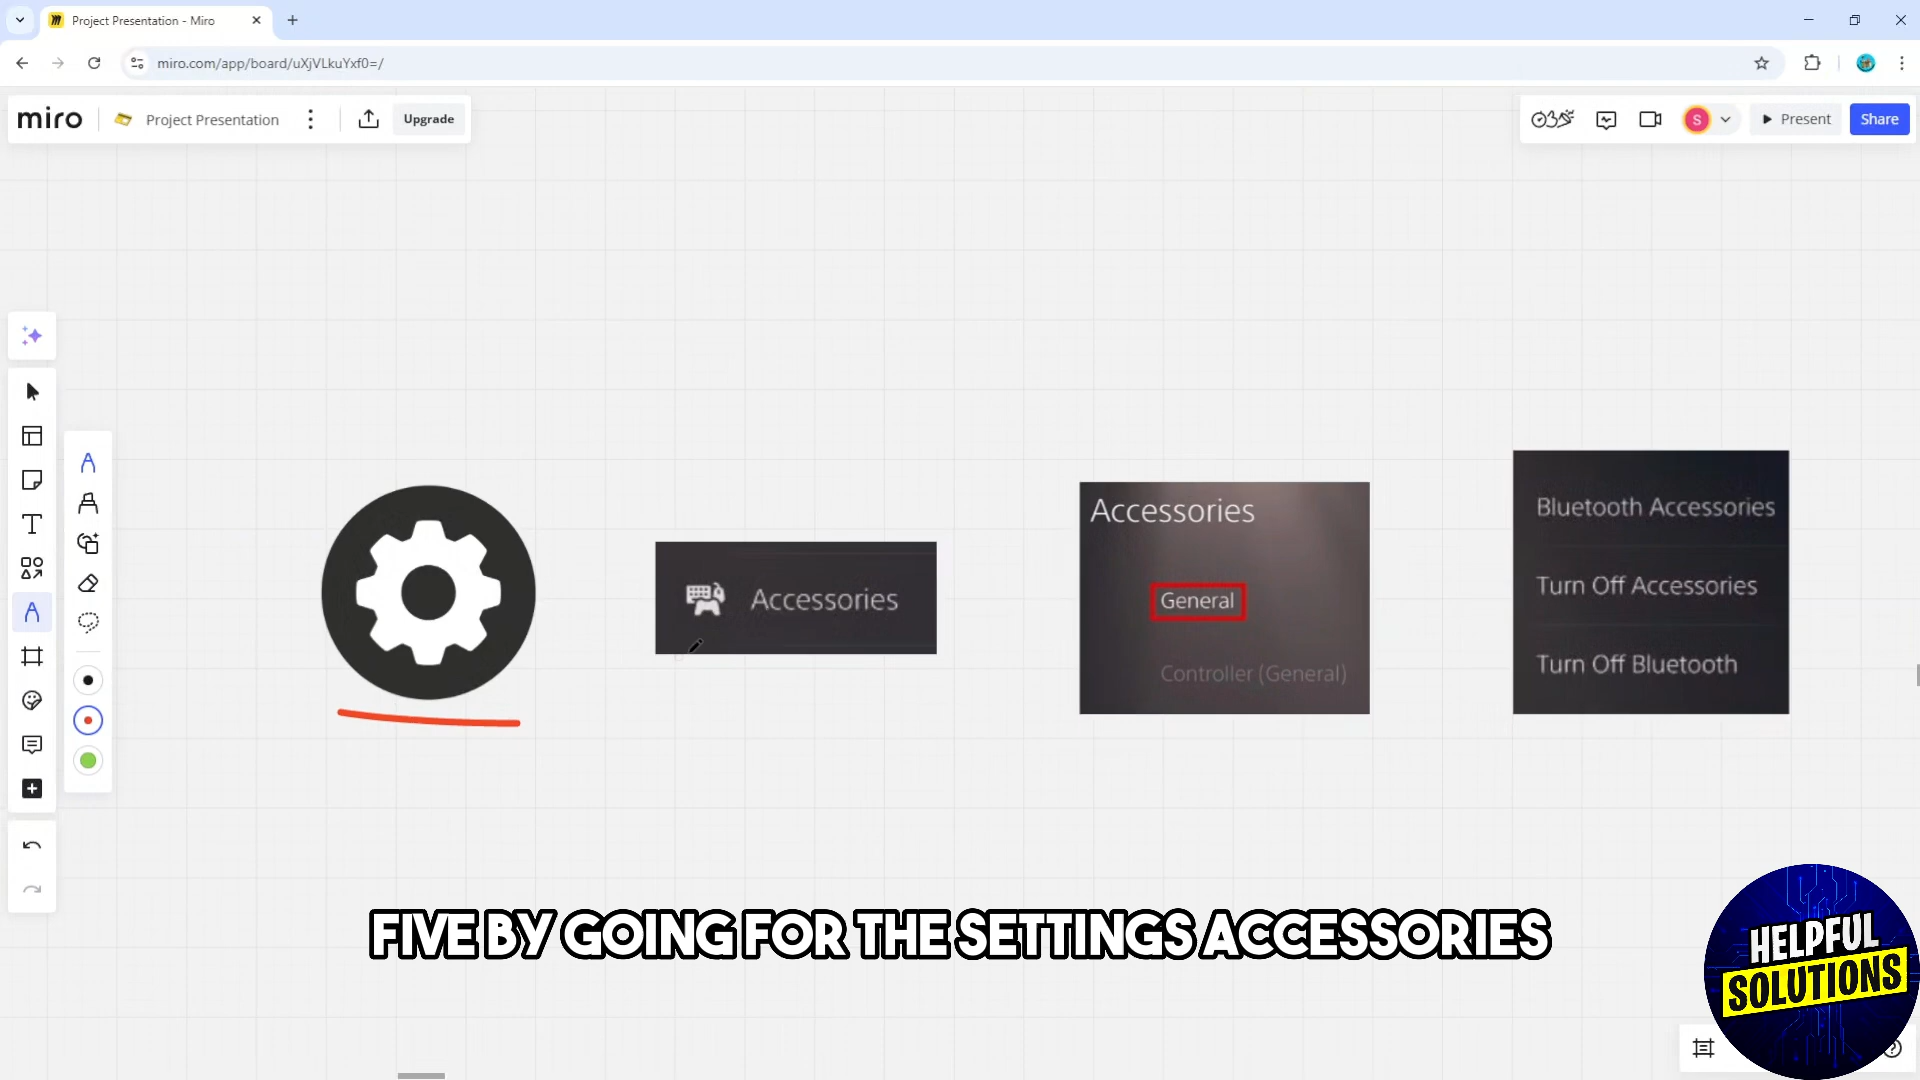 Project Presentation - Miro
miro.com/app/board/uXjVLkuYxf0=/
miro
Project Presentation
Upgrade
S
Present
Share
Accessories
Accessories
General
Controller (General)
Bluetooth Accessories
Turn Off Accessories
Turn Off Bluetooth
FIVE BY GOING FOR THE SETTINGS ACCESSORIES
HELPFUL
SOLUTIONS